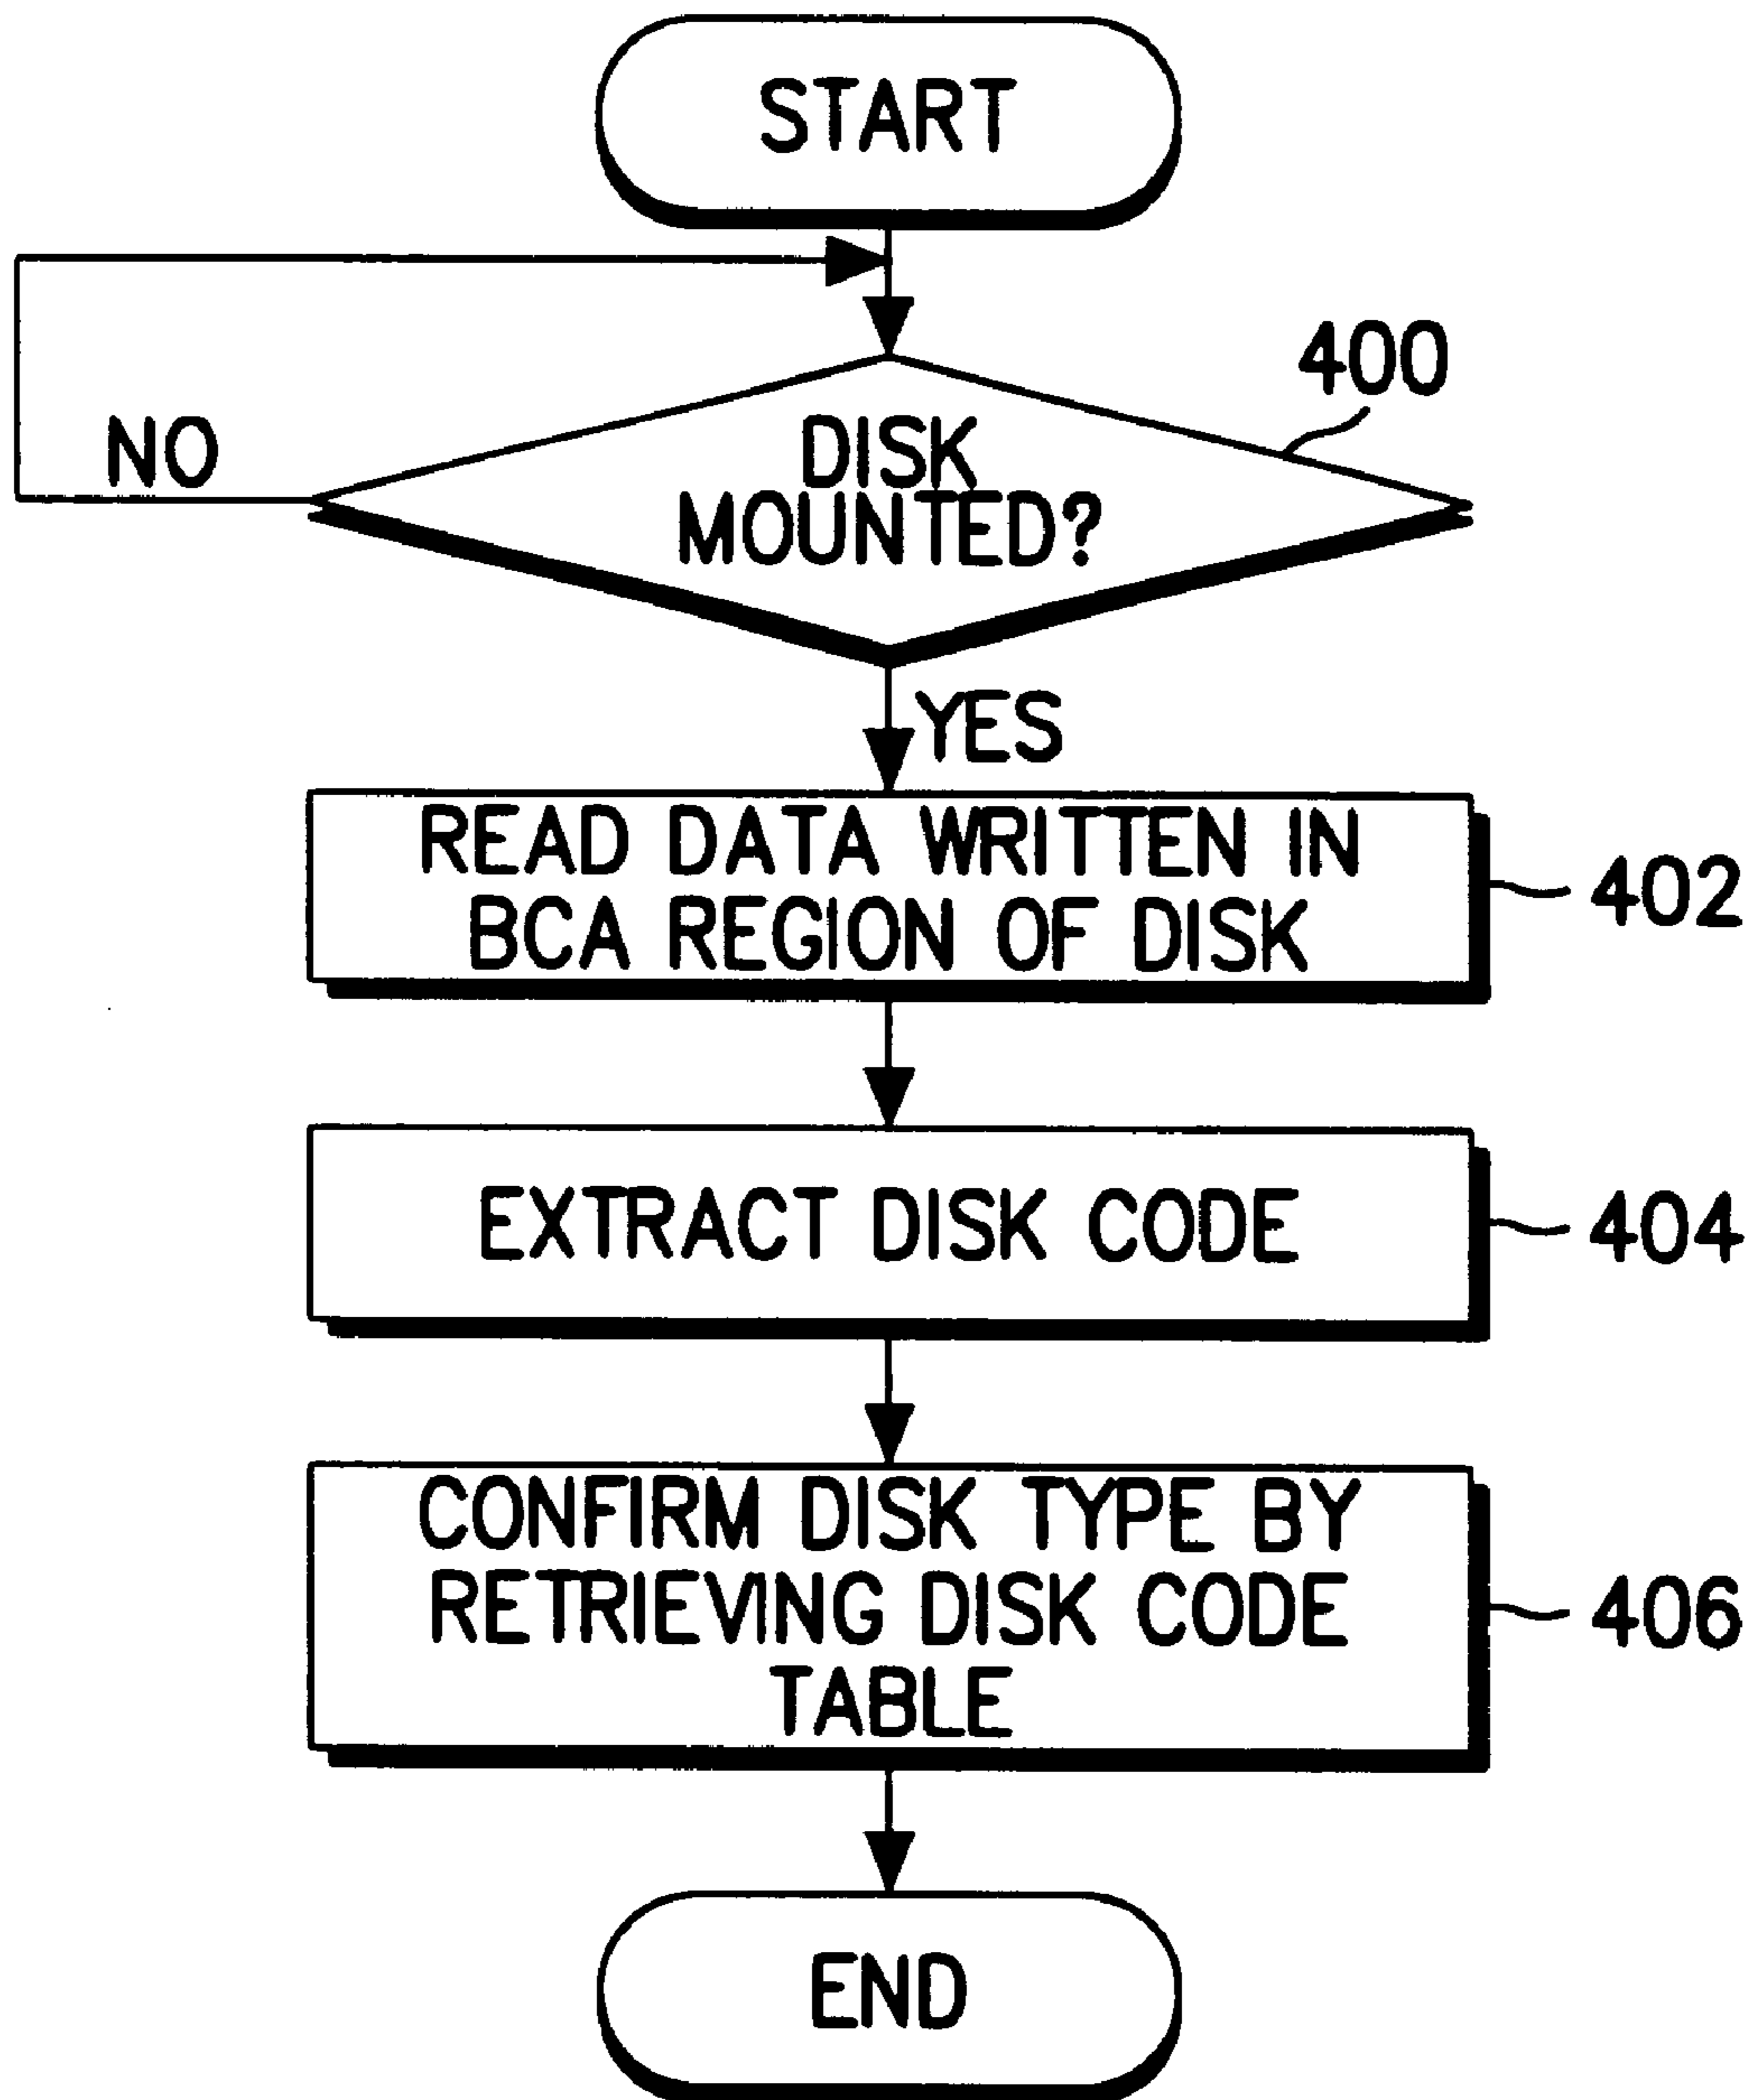 START
400
NO
DISK
MOUNTED?
YES
READ DATA WRITTEN IN
BCA REGION OF DISK
402
EXTRACT DISK CODE
404
CONFIRM DISK TYPE BY
RETRIEVING DISK CODE
TABLE
406
END